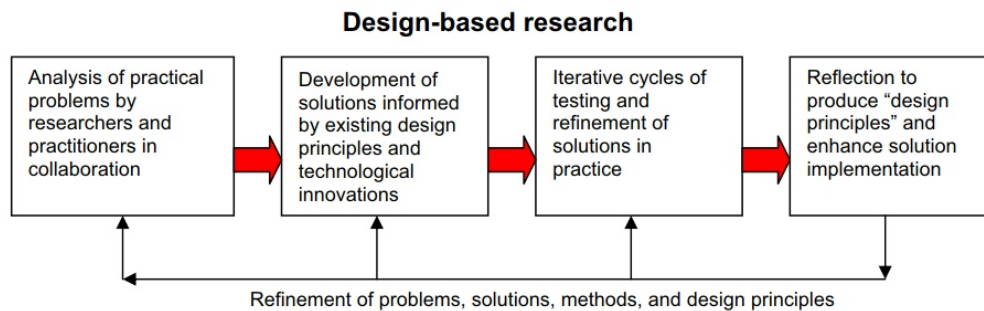 Design-based research
Analysis of practical
problems by
researchers and
practitioners in
collaboration
Development of
solutions informed
by existing design
principles and
technological
innovations
Iterative cycles of
testing and
refinement of
solutions in
practice
Reflection to
produce “design
principles” and
enhance solution
implementation
Refinement of problems, solutions, methods, and design principles